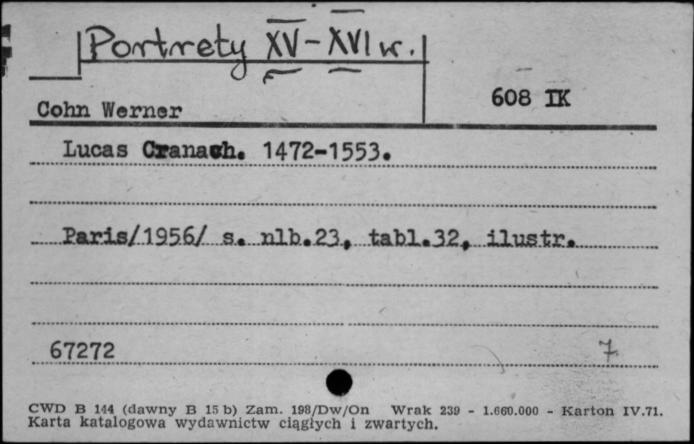 Portrety XV-XVI w.
Cohn Werner
608 IK
Lucas Cranach. 1472-1553.
Paris/1956/ s. nlb.23, tabl.32, ilustr.
67272
7
CWD B 144 (dawny B 15 b) Zam. 198/Dw/On Wrak 239 - 1.660.000 - Karton IV.71.
Karta katalogowa wydawnictw ciągłych i zwartych.